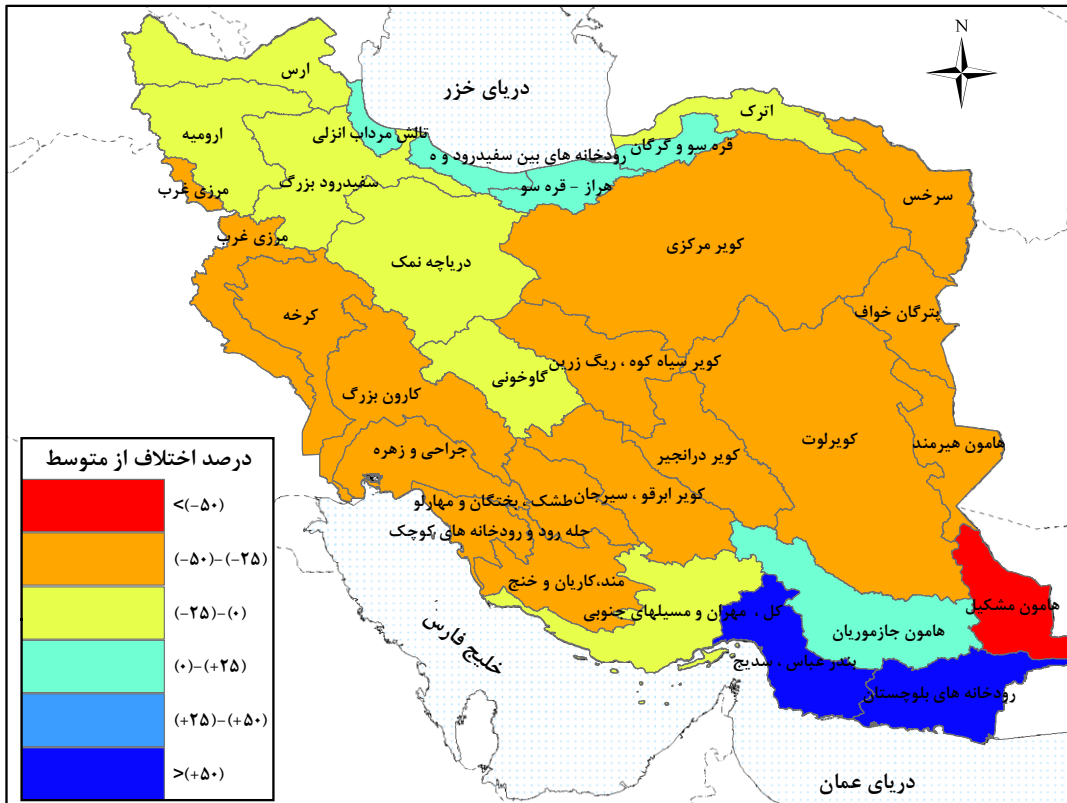 N
دریای خزر
ارس
اترک
ارومیه
تالش مرداب انزلی
قره سو و گرگان
رودخانه های بین سفیدرود و ه
سفیدرود بزرگ
هراز - قره سو
مرزی غرب
سرخس
مرزی غرب
کویر مرکزی
دریاچه نمک
کرخه
پترگان خواف
کویر سیاه کوه ، ریگ زرین
گاوخونی
کارون بزرگ
کویرلوت
هامون هیرمند
جراحی و زهره
کویر درانجیر
کویر ابرقو ، سیرجان
طشک ، بختگان و مهارلو
حله رود و رودخانه های کوچک
مند،کاریان و خنج
کل ، مهران و مسیلهای جنوبی
هامون مشکیل
هامون جازموریان
خلیج فارس
بندر عباس ، سدیج
رودخانه های بلوچستان
دریای عمان
درصد اختلاف از متوسط
<(-۵۰)
(-۵۰)-(-۲۵)
(-۲۵)-(۰)
(۰)-(+۲۵)
(+۲۵)-(+۵۰)
>(+۵۰)